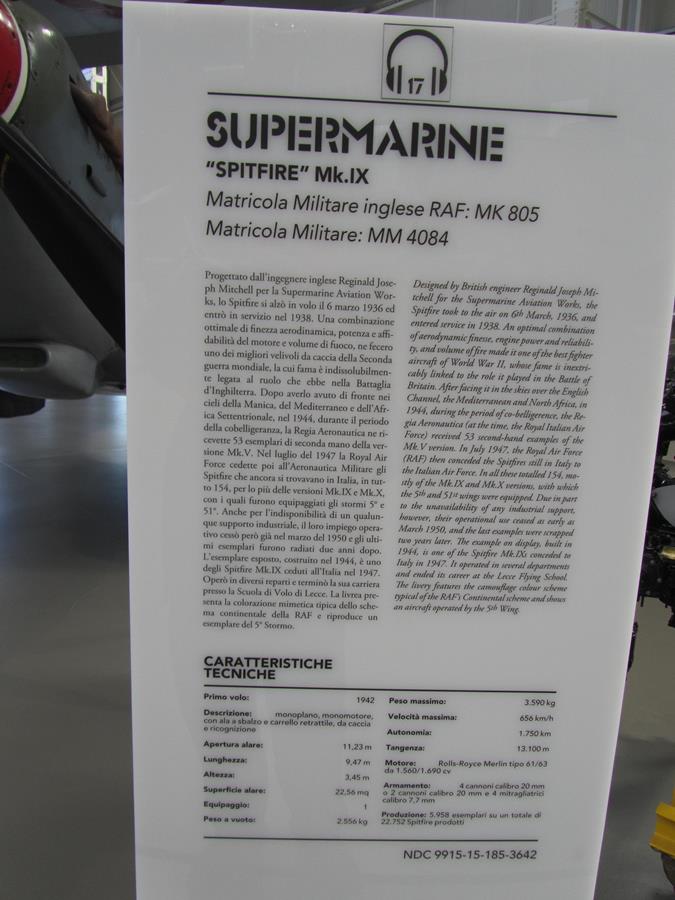 17
SUPERMARINE
“SPITFIRE” Mk.IX
Matricola Militare inglese RAF: MK 805
Matricola Militare: MM 4084
Progettato dall’ingegnere inglese Reginald Jose-
ph Mitchell per la Supermarine Aviation Wor-
ks, lo Spitfire si alzò in volo il 6 marzo 1936 ed
entrò in servizio nel 1938. Una combinazione
ottimale di finezza aerodinamica, potenza e affi-
dabilità del motore e volume di fuoco, ne fecero
uno dei migliori velivoli da caccia della Seconda
guerra mondiale, la cui fama è indissolubilmen-
te legata al ruolo che ebbe nella Battaglia
d’Inghilterra. Dopo averlo avuto di fronte nei
cieli della Manica, del Mediterraneo e dell’Afr-
ica Settentrionale, nel 1944, durante il periodo
della cobelligeranza, la Regia Aeronautica ne ri-
cevette 53 esemplari di seconda mano della ver-
sione Mk.V. Nel luglio del 1947 la Royal Air
Force cedette poi all’Aeronautica Militare gli
Spitfire che ancora si trovavano in Italia, in tut-
to 154, per lo più delle versioni Mk.IX e Mk.X,
con i quali furono equipaggiati gli stormi 5° e
51°. Anche per l’indisponibilità di un qualun-
que supporto industriale, il loro impiego opera-
tivo cessò però già nel marzo del 1950 e gli ulti-
mi esemplari furono radiati due anni dopo.
L’esemplare esposto, costruito nel 1944, è uno
degli Spitfire Mk.IX ceduti all’Italia nel 1947.
Operò in diversi reparti e terminò la sua carriera
presso la Scuola di Volo di Lecce. La livrea pre-
senta la colorazione mimetica tipica dello sche-
ma continentale della RAF e riproduce un
esemplare del 5° Stormo.
Designed by British engineer Reginald Joseph Mi-
tchell for the Supermarine Aviation Works, the
Spitfire took to the air on 6th March, 1936, and
entered service in 1938. An optimal combination
of aerodynamic finesse, engine power and reliabili-
ty, and volume of fire made it one of the best fighter
aircraft of World War II, whose fame is inextri-
cably linked to the role it played in the Battle of
Britain. After facing it in the skies over the English
Channel, the Mediterranean and North Africa, in
1944, during the period of co-belligerence, the Re-
gia Aeronautica (at the time, the Royal Italian Air
Force) received 53 second-hand examples of the
Mk.V version. In July 1947, the Royal Air Force
(RAF) then conceded the Spitfires still in Italy to
the Italian Air Force. In all these totalled 154, mo-
stly of the Mk.IX and Mk.X versions, with which
the 5th and 51st wings were equipped. Due in part
to the unavailability of any industrial support,
however, their operational use ceased as early as
March 1950, and the last examples were scrapped
two years later. The example on display, built in
1944, is one of the Spitfire Mk.IXs conceded to
Italy in 1947. It operated in several departments
and ended its career at the Lecce Flying School.
The livery features the camouflage colour scheme
typical of the RAF’s Continental scheme and shows
an aircraft operated by the 5th Wing.
CARATTERISTICHE
TECNICHE
Primo volo: 1942
Descrizione: monoplano, monomotore,
con ala a sbalzo e carrello retrattile, da caccia
e ricognizione
Apertura alare: 11,23 m
Lunghezza: 9,47 m
Altezza: 3,45 m
Superficie alare: 22,56 mq
Equipaggio: 1
Peso a vuoto: 2.556 kg
Peso massimo: 3.590 kg
Velocità massima: 656 km/h
Autonomia: 1.750 km
Tangenza: 13.100 m
Motore: Rolls-Royce Merlin tipo 61/63
da 1.560/1.690 cv
Armamento: 4 cannoni calibro 20 mm
o 2 cannoni calibro 20 mm e 4 mitragliatrici
calibro 7,7 mm
Produzione: 5.958 esemplari su un totale di
22.752 Spitfire prodotti
NDC 9915-15-185-3642